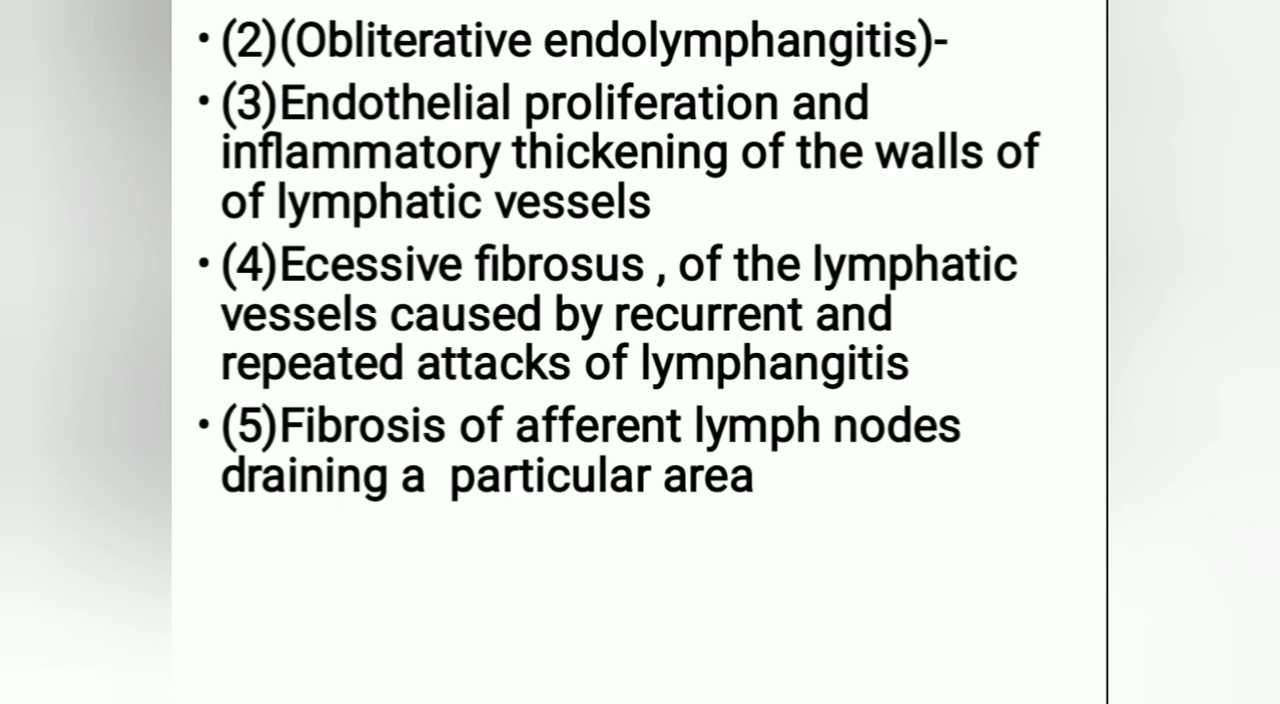 • (2)(Obliterative endolymphangitis)-
• (3)Endothelial proliferation and
inflammatory thickening of the walls of
of lymphatic vessels
• (4)Ecessive fibrosus , of the lymphatic
vessels caused by recurrent and
repeated attacks of lymphangitis
• (5)Fibrosis of afferent lymph nodes
draining a  particular area